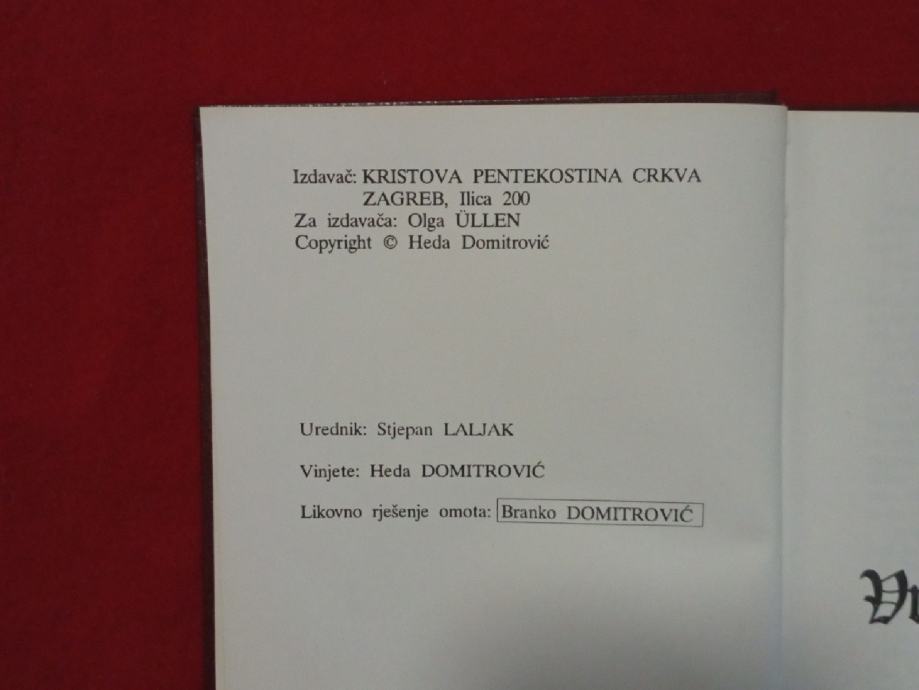 Izdavač: KRISTOVA PENTEKOSTINA CRKVA
ZAGREB, Ilica 200
Za izdavača: Olga ÜLLEN
Copyright © Heda Domitrović
Urednik: Stjepan LALJAK
Vinjete: Heda DOMITROVIĆ
Likovno rješenje omota: Branko DOMITROVIĆ